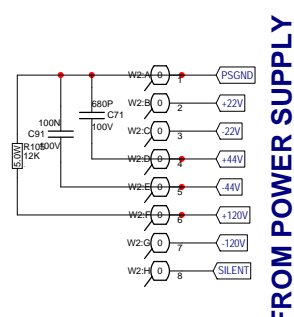 W2:A 0 1 PSGND
W2:B 0 2 +22V
W2:C 0 3 -22V
W2:D 0 4 +44V
W2:E 0 5 -44V
W2:F 0 6 +120V
W2:G 0 7 -120V
W2:H 0 8 SILENT
680P
C71
100V
100N
C91
100V
5.0W
R105
12K
FROM POWER SUPPLY